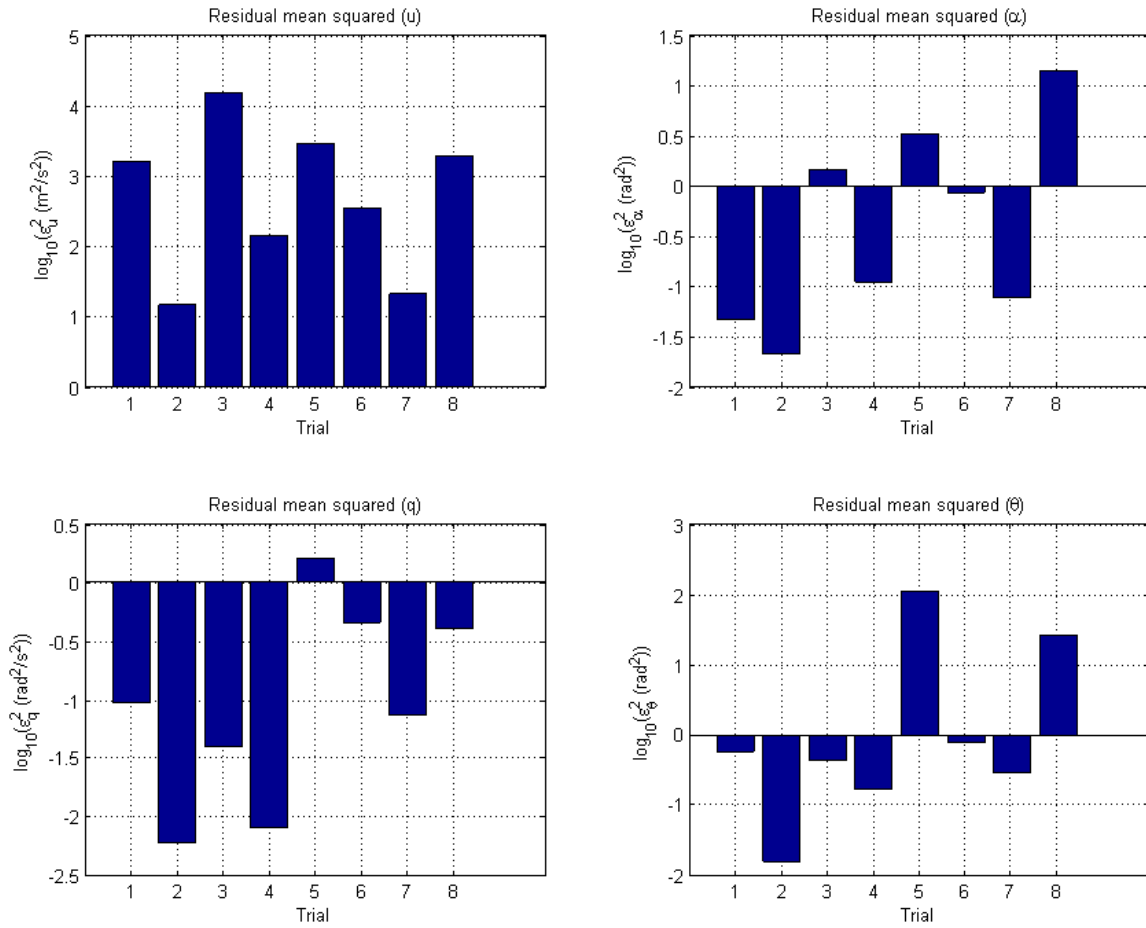 Residual mean squared (u)
5
4
3
2
1
0
log10(ε²u (m²/s²))
1 2 3 4 5 6 7 8
Trial
Residual mean squared (α)
1.5
1
0.5
0
-0.5
-1
-1.5
-2
log10(ε²α (rad²))
1 2 3 4 5 6 7 8
Trial
Residual mean squared (q)
0.5
0
-0.5
-1
-1.5
-2
-2.5
log10(ε²q (rad²/s²))
1 2 3 4 5 6 7 8
Trial
Residual mean squared (θ)
3
2
1
0
-1
-2
log10(ε²θ (rad²))
1 2 3 4 5 6 7 8
Trial